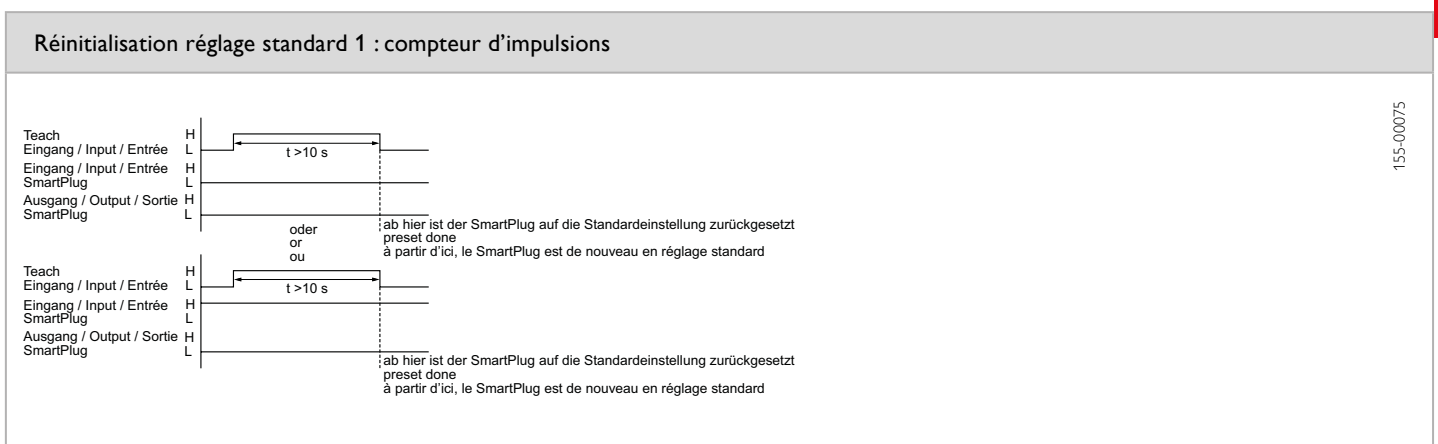 Réinitialisation réglage standard 1 : compteur d'impulsions
155-00075
Teach H
Eingang / Input / Entrée L
t >10 s
Eingang / Input / Entrée H
SmartPlug L
Ausgang / Output / Sortie H
SmartPlug L
oder
or
ou
ab hier ist der SmartPlug auf die Standardeinstellung zurückgesetzt
preset done
à partir d'ici, le SmartPlug est de nouveau en réglage standard
Teach H
Eingang / Input / Entrée L
t >10 s
Eingang / Input / Entrée H
SmartPlug L
Ausgang / Output / Sortie H
SmartPlug L
ab hier ist der SmartPlug auf die Standardeinstellung zurückgesetzt
preset done
à partir d'ici, le SmartPlug est de nouveau en réglage standard